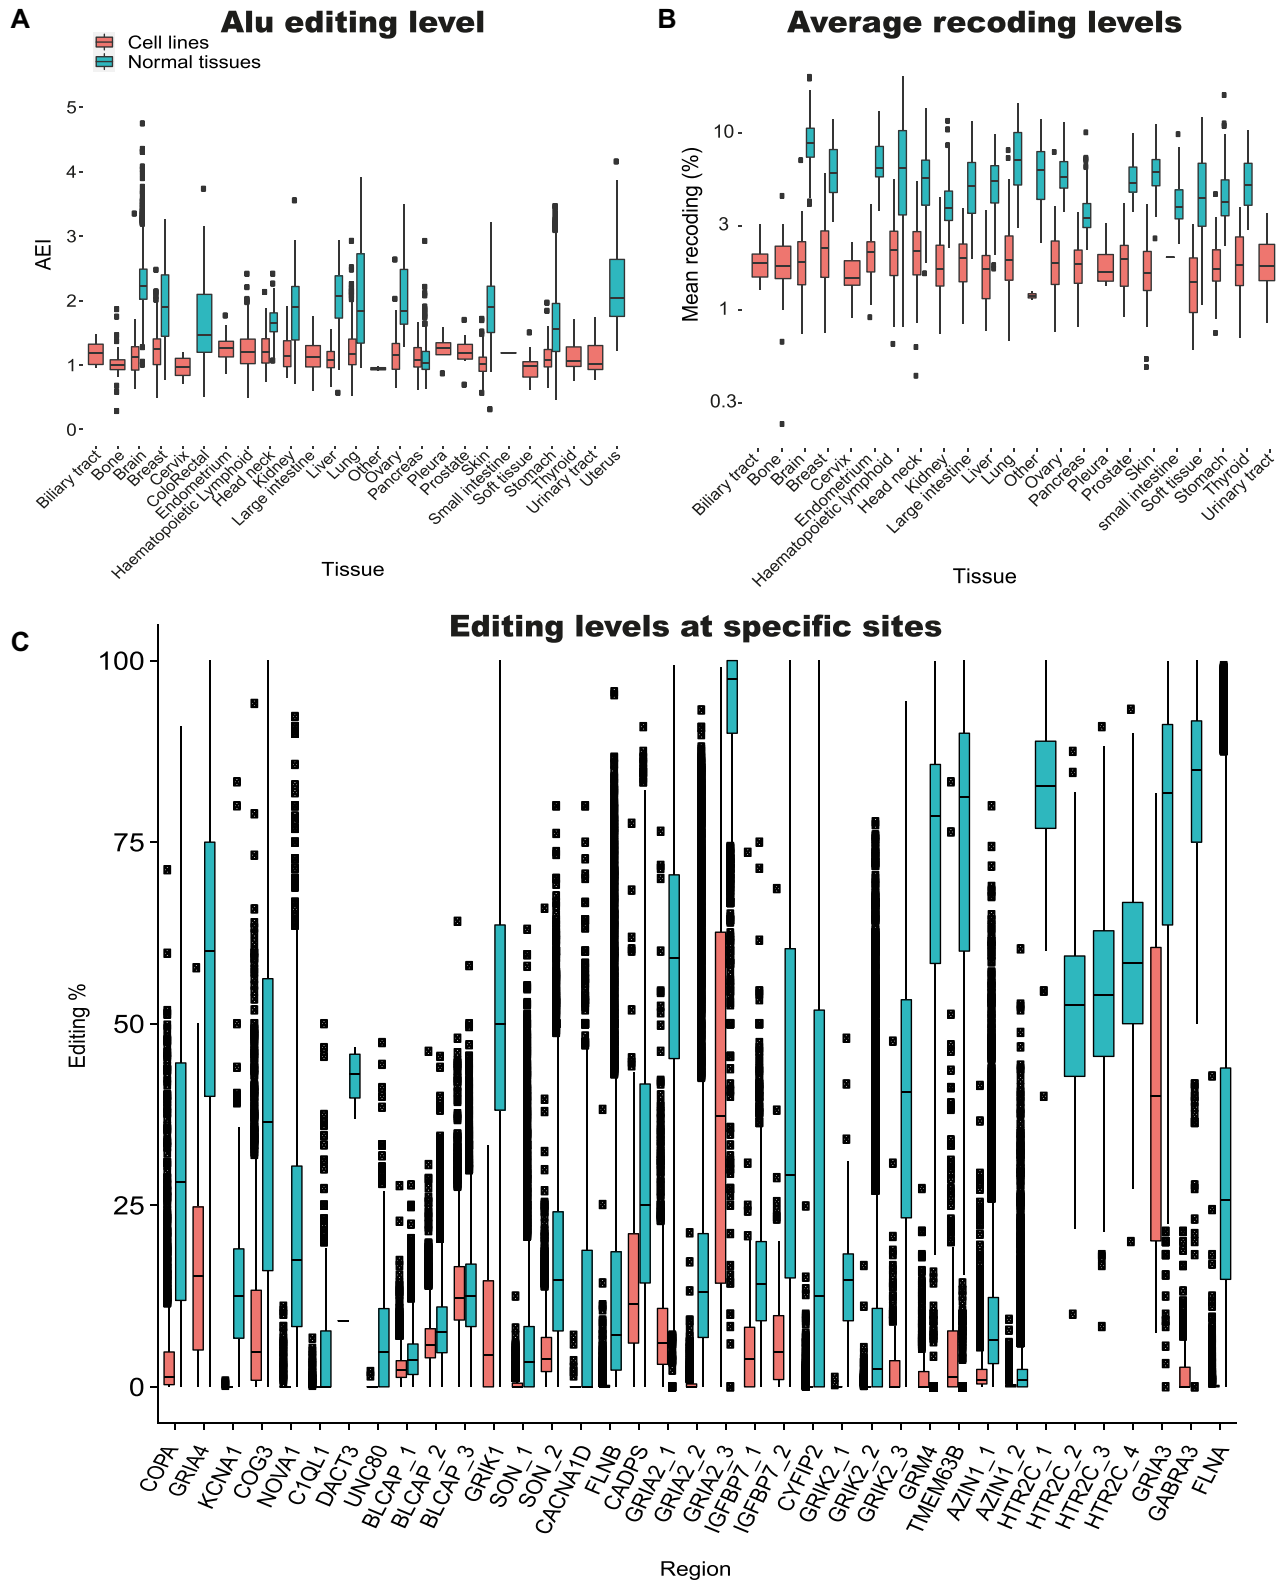 A
Alu editing level
Cell lines
Normal tissues
5
4
3
2
1
0
AEI
Biliary tract
Bone
Brain
Breast
Cervix
ColoRectal
Endometrium
Haematopoietic Lymphoid
Head neck
Kidney
Large intestine
Liver
Lung
Other
Ovary
Pancreas
Pleura
Prostate
Skin
Small intestine
Soft tissue
Stomach
Thyroid
Urinary tract
Uterus
Tissue
B
Average recoding levels
10
3
1
0.3
Mean recoding (%)
Biliary tract
Bone
Brain
Breast
Cervix
Endometrium
Haematopoietic lymphoid
Head neck
Kidney
Large intestine
Liver
Lung
Other
Ovary
Pancreas
Pleura
Prostate
Skin
small intestine
Soft tissue
Stomach
Thyroid
Urinary tract
Tissue
C
Editing levels at specific sites
100
75
50
25
0
Editing %
COPA
GRIA4
KCNA1
COG3
NOVA1
C1QL1
DACT3
UNC80
BLCAP_1
BLCAP_2
BLCAP_3
GRIK1
SON_1
SON_2
CACNA1D
FLNB
CADPS
GRIA2_1
GRIA2_2
GRIA2_3
IGFBP7_1
IGFBP7_2
CYFIP2
GRIK2_1
GRIK2_2
GRIK2_3
GRM4
TMEM63B
AZIN1_1
AZIN1_2
HTR2C_1
HTR2C_2
HTR2C_3
HTR2C_4
GRIA3
GABRA3
FLNA
Region